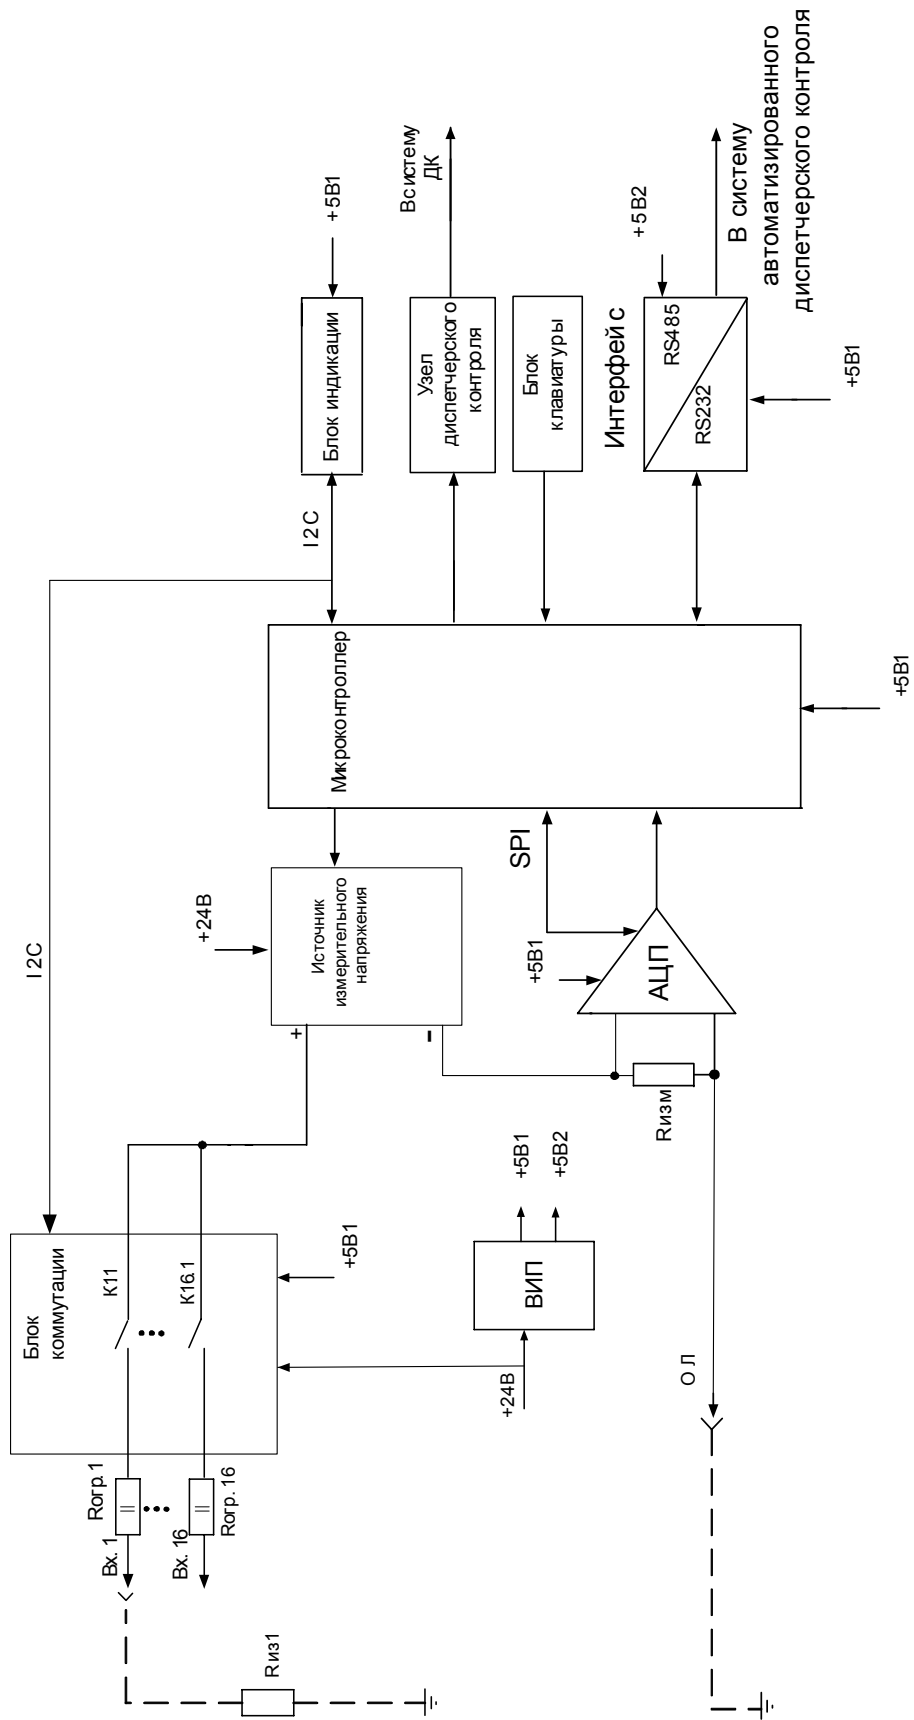 Блок
коммутации
К11
К16.1
Rогр.1
Rогр.16
Вх.1
Вх.16
Rиз1
I2C
+5В1
+24В
ВИП
+5В1
+5В2
ОЛ
Rизм
+24В
Источник
измерительного
напряжения
+
-
+5В1
АЦП
SPI
Микроконтроллер
+5В1
I2C
Блок индикации
+5В1
Узел
диспетчерского
контроля
В систему
ДК
Блок
клавиатуры
Интерфейс
RS232
RS485
+5В2
+5В1
В систему
автоматизированного
диспетчерского контроля